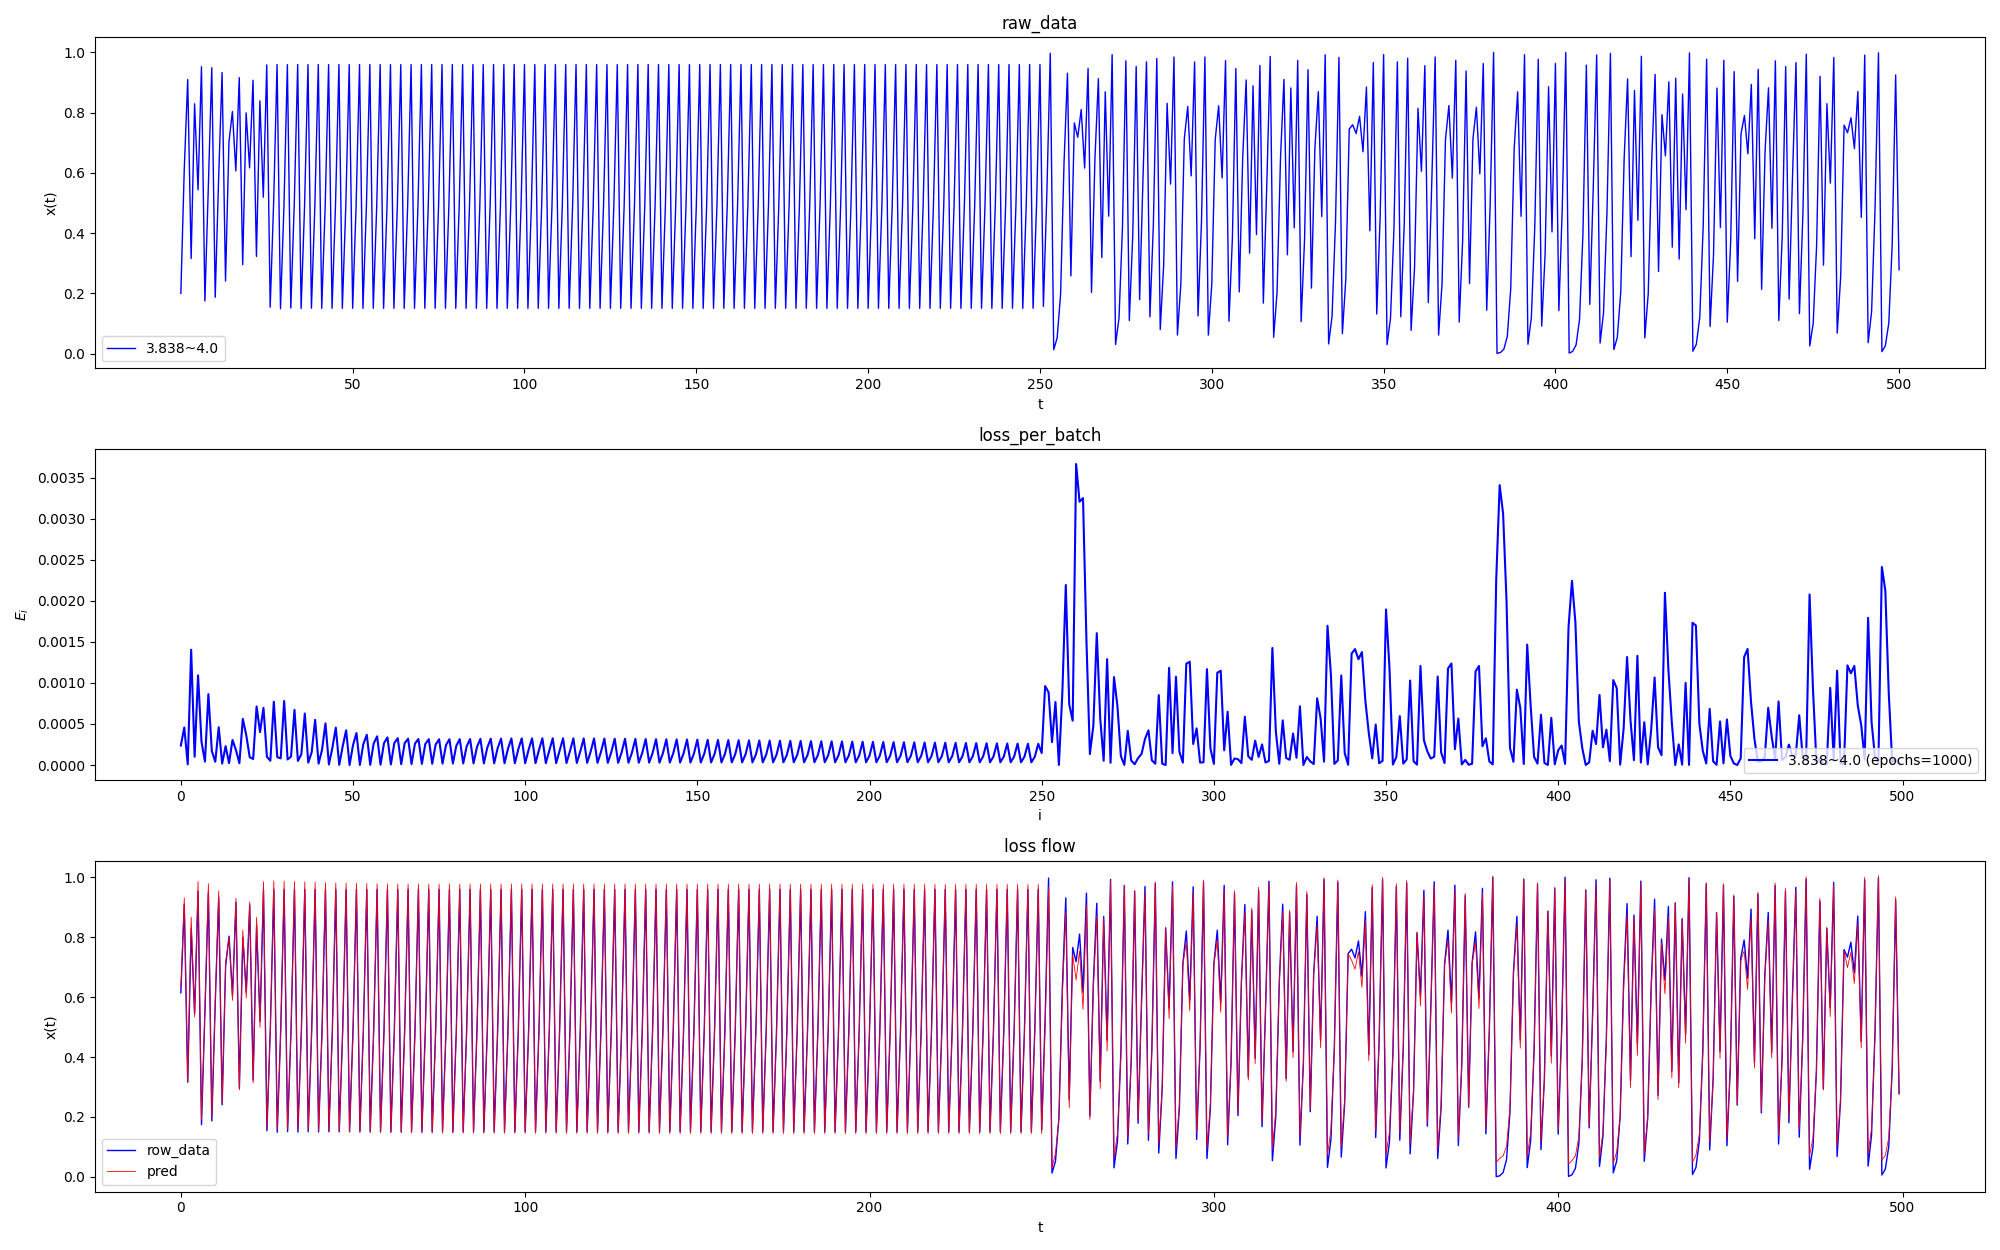 raw_data
1.0
0.8
0.6
0.4
0.2
0.0
x(t)
3.838~4.0
50 100 150 200 250 300 350 400 450 500
t
loss_per_batch
0.0035
0.0030
0.0025
0.0020
0.0015
0.0010
0.0005
0.0000
E_i
3.838~4.0 (epochs=1000)
0 50 100 150 200 250 300 350 400 450 500
i
loss flow
1.0
0.8
0.6
0.4
0.2
0.0
x(t)
row_data
pred
0 100 200 300 400 500
t